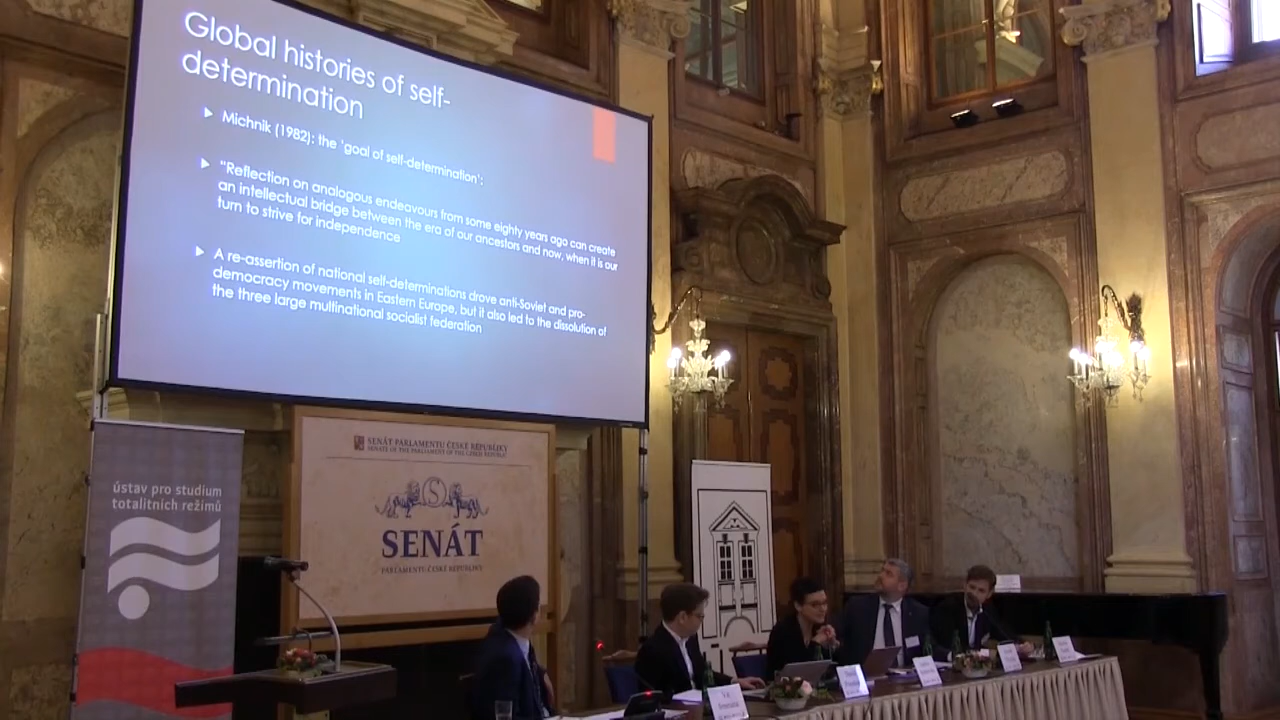 Global histories of self-
determination
Michnik (1982): the 'goal of self-determination':
"Reflection on analogous endeavours from some eighty years ago can create
an intellectual bridge between the era of our ancestors and now, when it is our
turn to strive for independence
A re-assertion of national self-determinations drove anti-Soviet and pro-
democracy movements in Eastern Europe, but it also led to the dissolution of
the three large multinational socialist federation
ústav pro studium
totalitních režimů
SENÁT PARLAMENTU ČESKÉ REPUBLIKY
SENATE OF THE PARLIAMENT OF THE CZECH REPUBLIC
S
SENÁT
PARLAMENTU ČESKÉ REPUBLIKY